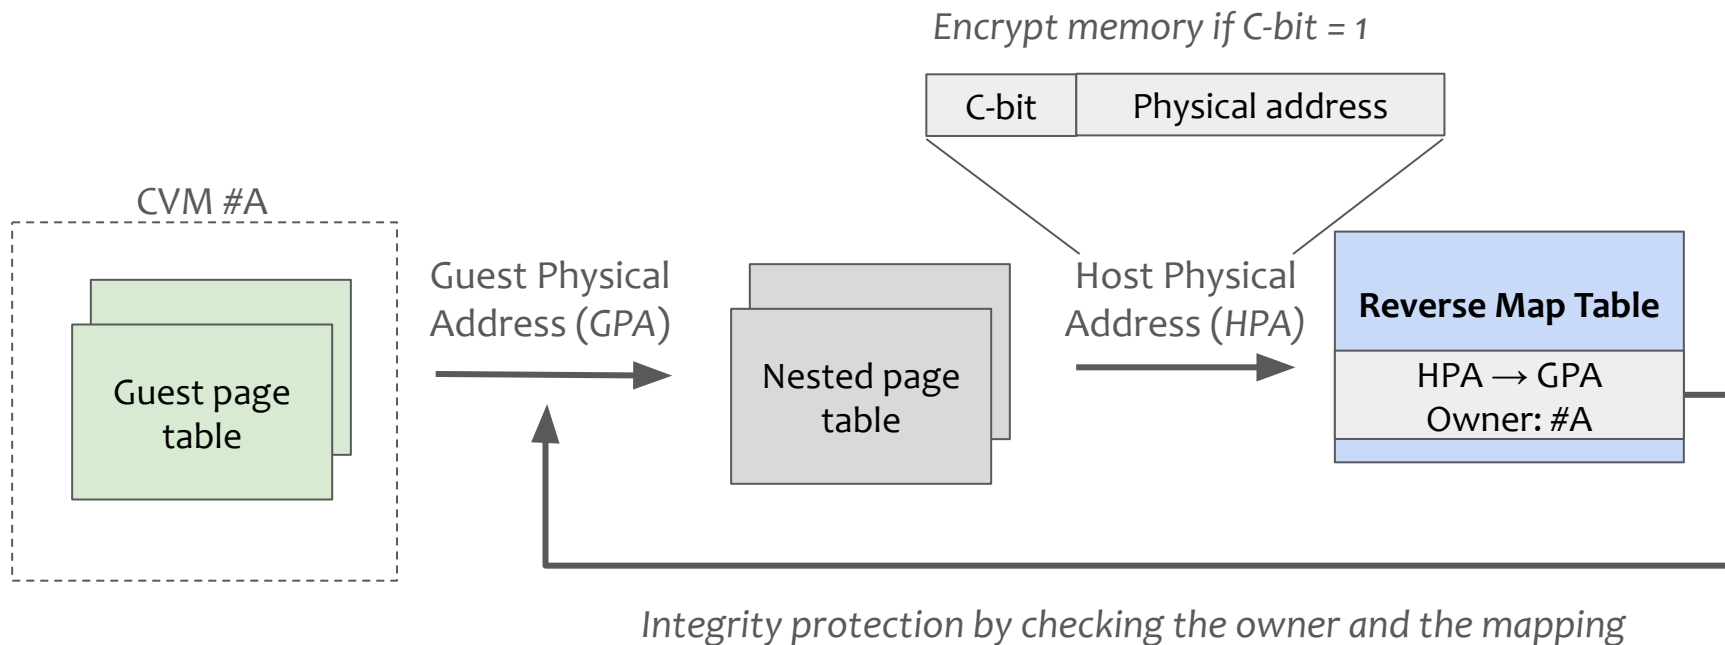 Encrypt memory if C-bit = 1
C-bit
Physical address
CVM #A
Guest page
table
Guest Physical
Address (GPA)
Nested page
table
Host Physical
Address (HPA)
Reverse Map Table
HPA → GPA
Owner: #A
Integrity protection by checking the owner and the mapping